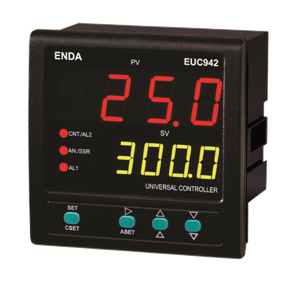 ENDA PV EUC942
25.0
SV
CNT./AL2
AN./SSR
AL1
300.0
UNIVERSAL CONTROLLER
SET
CSET
ASET